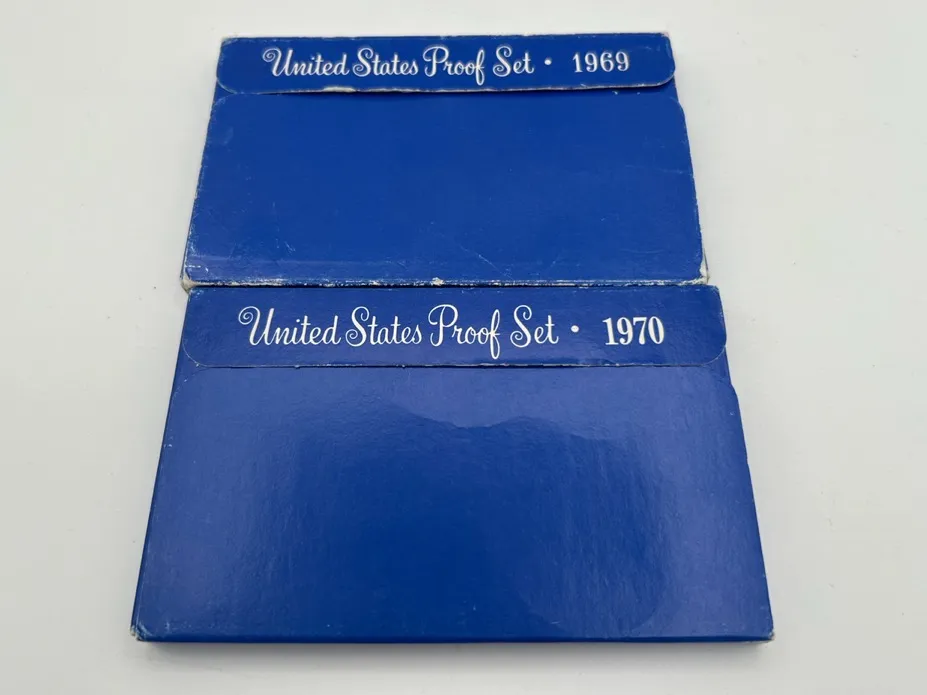 United States Proof Set · 1969
United States Proof Set · 1970